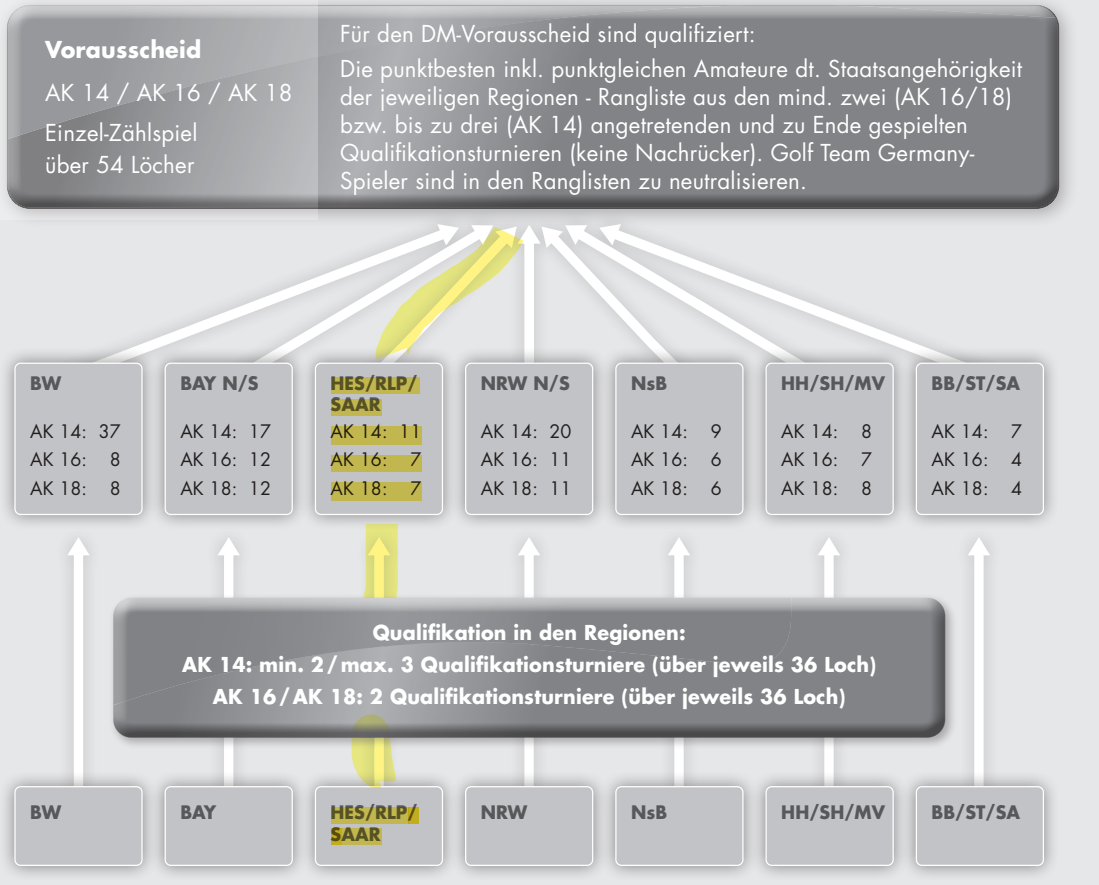 Vorausscheid
AK 14 / AK 16 / AK 18
Einzel-Zählspiel
über 54 Löcher
Für den DM-Vorausscheid sind qualifiziert:
Die punktbesten inkl. punktgleichen Amateure dt. Staatsangehörigkeit
der jeweiligen Regionen - Rangliste aus den mind. zwei (AK 16/18)
bzw. bis zu drei (AK 14) angetretenden und zu Ende gespielten
Qualifikationsturnieren (keine Nachrücker). Golf Team Germany-
Spieler sind in den Ranglisten zu neutralisieren.
BW
AK 14: 37
AK 16: 8
AK 18: 8
BAY N/S
AK 14: 17
AK 16: 12
AK 18: 12
HES/RLP/
SAAR
AK 14: 11
AK 16: 7
AK 18: 7
NRW N/S
AK 14: 20
AK 16: 11
AK 18: 11
NsB
AK 14: 9
AK 16: 6
AK 18: 6
HH/SH/MV
AK 14: 8
AK 16: 7
AK 18: 8
BB/ST/SA
AK 14: 7
AK 16: 4
AK 18: 4
Qualifikation in den Regionen:
AK 14: min. 2/max. 3 Qualifikationsturniere (über jeweils 36 Loch)
AK 16/AK 18: 2 Qualifikationsturniere (über jeweils 36 Loch)
BW
BAY
HES/RLP/
SAAR
NRW
NsB
HH/SH/MV
BB/ST/SA